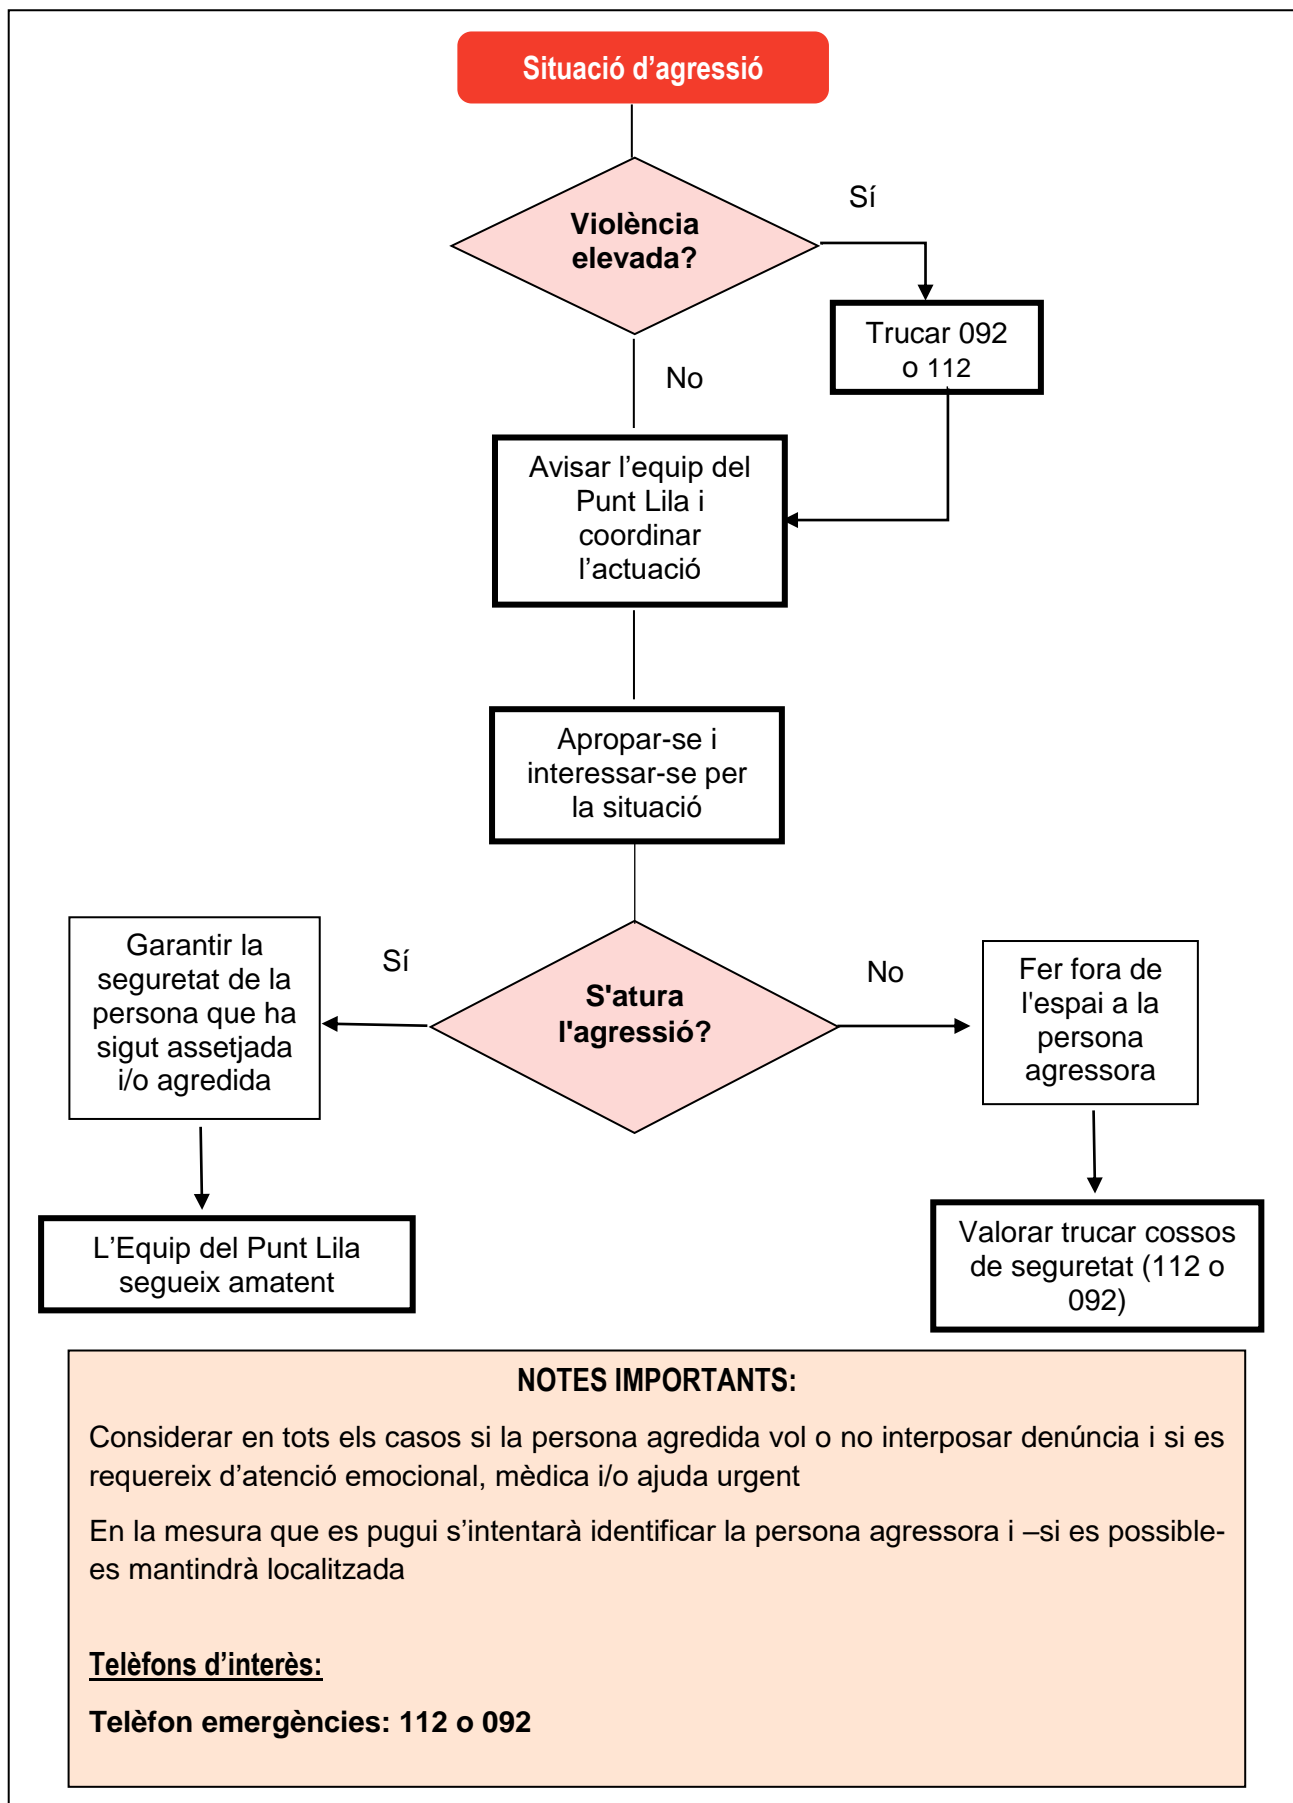 Situació d’agressió
Violència
elevada?
Sí
Trucar 092
o 112
No
Avisar l’equip del
Punt Lila i
coordinar
l’actuació
Apropar-se i
interessar-se per
la situació
Garantir la
seguretat de la
persona que ha
sigut assetjada
i/o agredida
Sí
S'atura
l'agressió?
No
Fer fora de
l'espai a la
persona
agressora
L’Equip del Punt Lila
segueix amatent
Valorar trucar cossos
de seguretat (112 o
092)
NOTES IMPORTANTS:
Considerar en tots els casos si la persona agredida vol o no interposar denúncia i si es
requereix d’atenció emocional, mèdica i/o ajuda urgent
En la mesura que es pugui s’intentarà identificar la persona agressora i –si es possible-
es mantindrà localitzada
Telèfons d’interès:
Telèfon emergències: 112 o 092